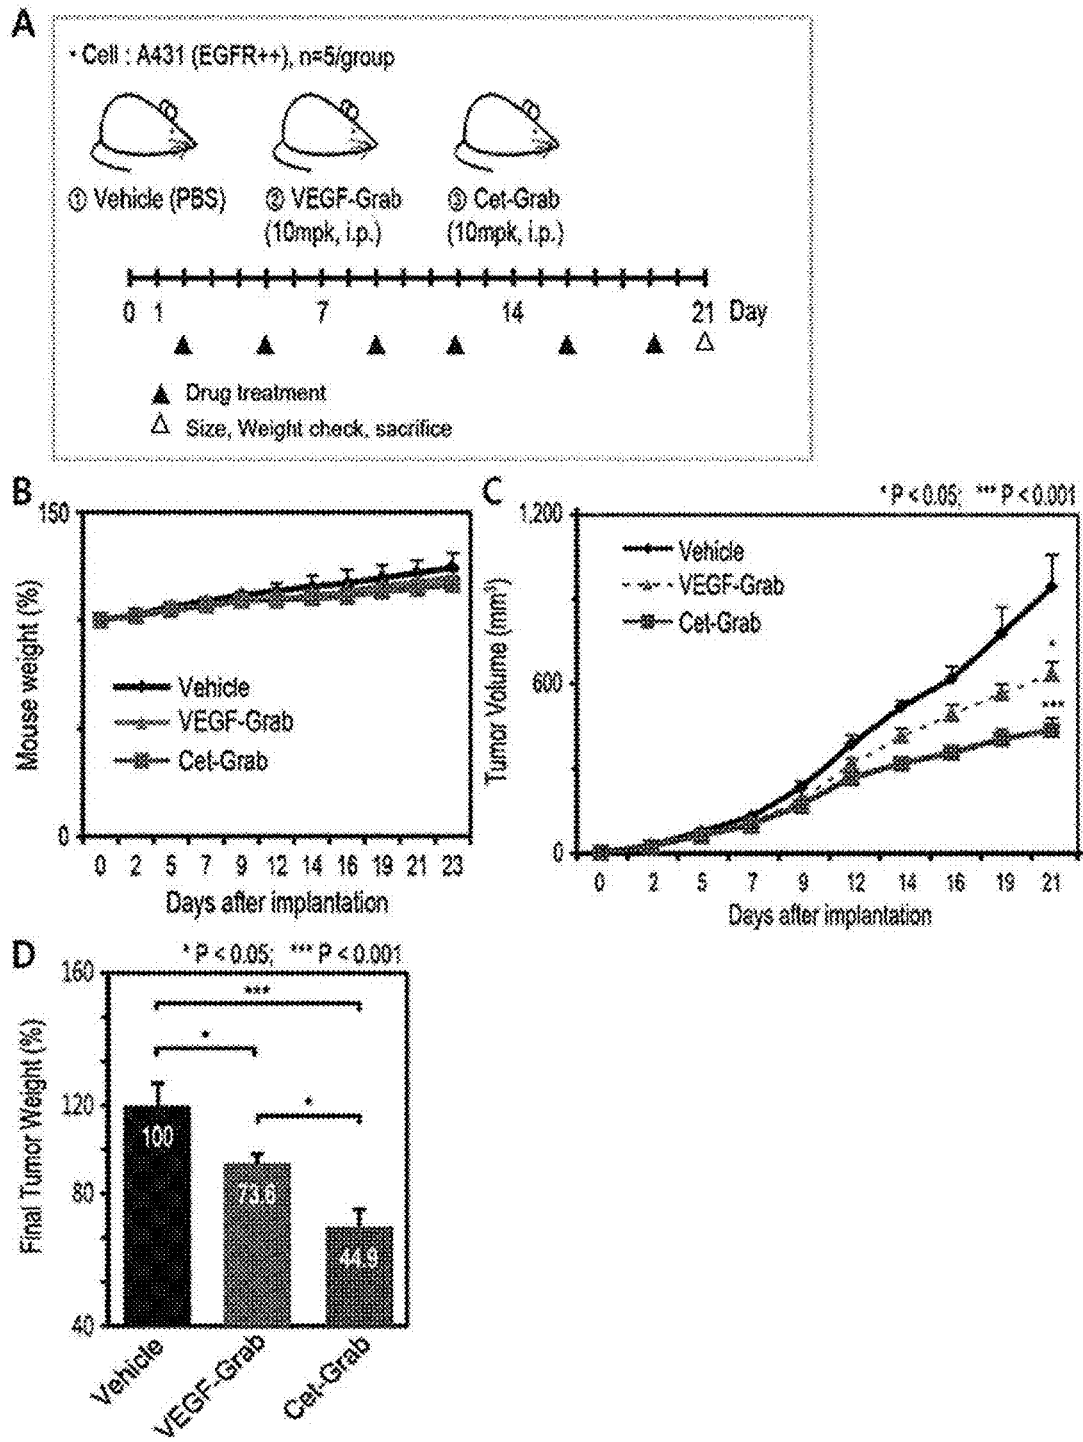 A
• Cell : A431 (EGFR++), n=5/group
① Vehicle (PBS) ② VEGF-Grab ③ Cet-Grab
(10mpk, i.p.) (10mpk, i.p.)
0 1 7 14 21 Day
▲ Drug treatment
△ Size, Weight check, sacrifice
B
150
0
Mouse weight (%)
Vehicle
VEGF-Grab
Cet-Grab
0 2 5 7 9 12 14 16 19 21 23
Days after implantation
C
* P < 0.05; *** P < 0.001
1,200
600
0
Tumor Volume (mm³)
Vehicle
VEGF-Grab
Cet-Grab
*
***
0 2 5 7 9 12 14 16 19 21
Days after implantation
D
* P < 0.05; *** P < 0.001
160
120
80
40
Final Tumor Weight (%)
***
*
*
100
73.6
44.9
Vehicle
VEGF-Grab
Cet-Grab